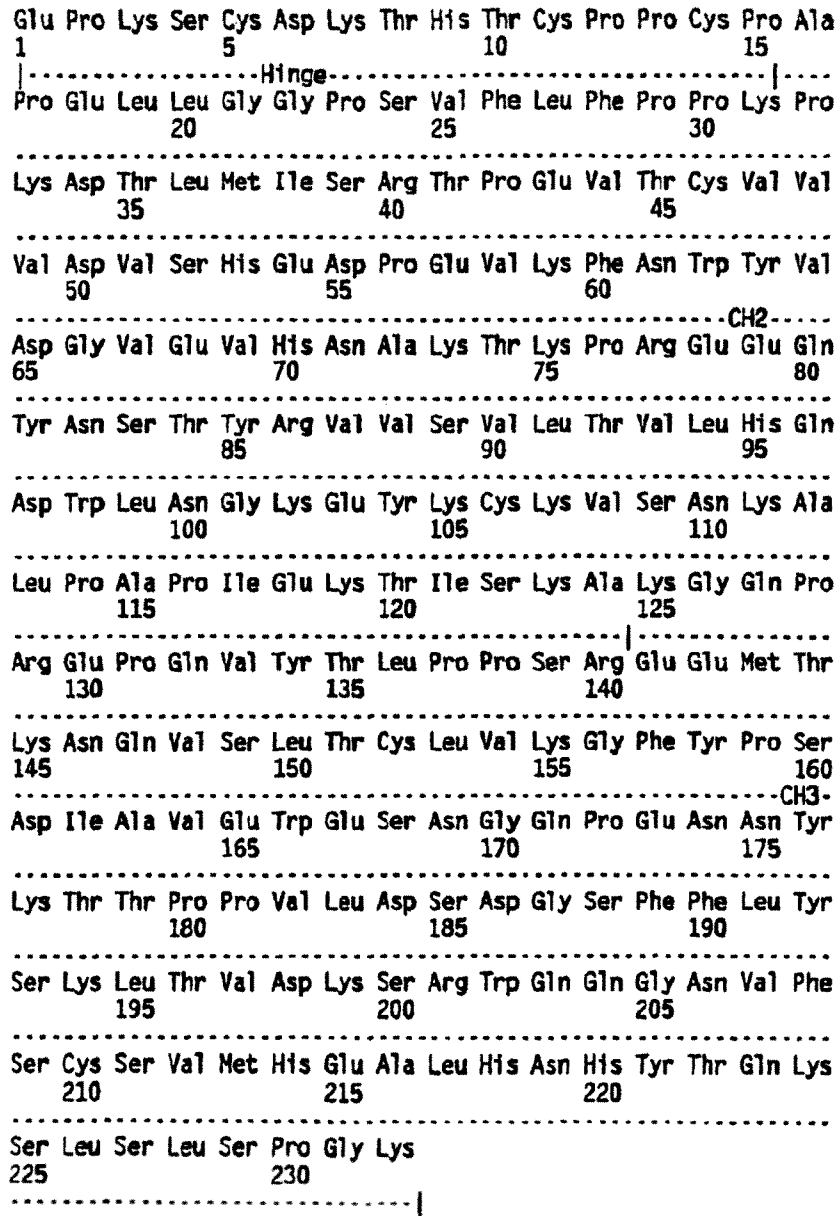 Glu Pro Lys Ser Cys Asp Lys Thr His Thr Cys Pro Pro Cys Pro Ala
1 5 10 15
|-----------------Hinge--------------------------------|----
Pro Glu Leu Leu Gly Gly Pro Ser Val Phe Leu Phe Pro Pro Lys Pro
20 25 30
Lys Asp Thr Leu Met Ile Ser Arg Thr Pro Glu Val Thr Cys Val Val
35 40 45
Val Asp Val Ser His Glu Asp Pro Glu Val Lys Phe Asn Trp Tyr Val
50 55 60
-----CH2-----
Asp Gly Val Glu Val His Asn Ala Lys Thr Lys Pro Arg Glu Glu Gln
65 70 75 80
Tyr Asn Ser Thr Tyr Arg Val Val Ser Val Leu Thr Val Leu His Gln
85 90 95
Asp Trp Leu Asn Gly Lys Glu Tyr Lys Cys Lys Val Ser Asn Lys Ala
100 105 110
Leu Pro Ala Pro Ile Glu Lys Thr Ile Ser Lys Ala Lys Gly Gln Pro
115 120 125
Arg Glu Pro Gln Val Tyr Thr Leu Pro Pro Ser Arg Glu Glu Met Thr
130 135 140
Lys Asn Gln Val Ser Leu Thr Cys Leu Val Lys Gly Phe Tyr Pro Ser
145 150 155 160
-----CH3-
Asp Ile Ala Val Glu Trp Glu Ser Asn Gly Gln Pro Glu Asn Asn Tyr
165 170 175
Lys Thr Thr Pro Pro Val Leu Asp Ser Asp Gly Ser Phe Phe Leu Tyr
180 185 190
Ser Lys Leu Thr Val Asp Lys Ser Arg Trp Gln Gln Gly Asn Val Phe
195 200 205
Ser Cys Ser Val Met His Glu Ala Leu His Asn His Tyr Thr Gln Lys
210 215 220
Ser Leu Ser Leu Ser Pro Gly Lys
225 230